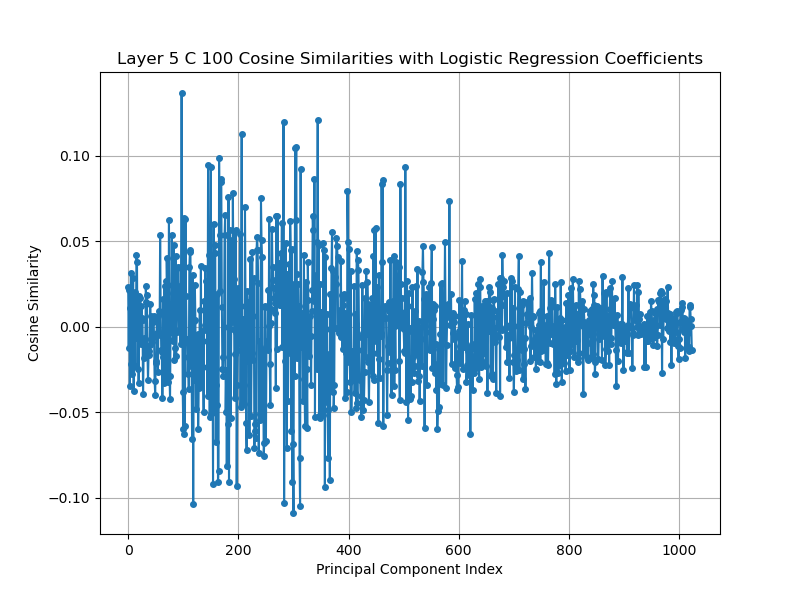 Layer 5 C 100 Cosine Similarities with Logistic Regression Coefficients
0.10
0.05
0.00
−0.05
−0.10
Cosine Similarity
0 200 400 600 800 1000
Principal Component Index